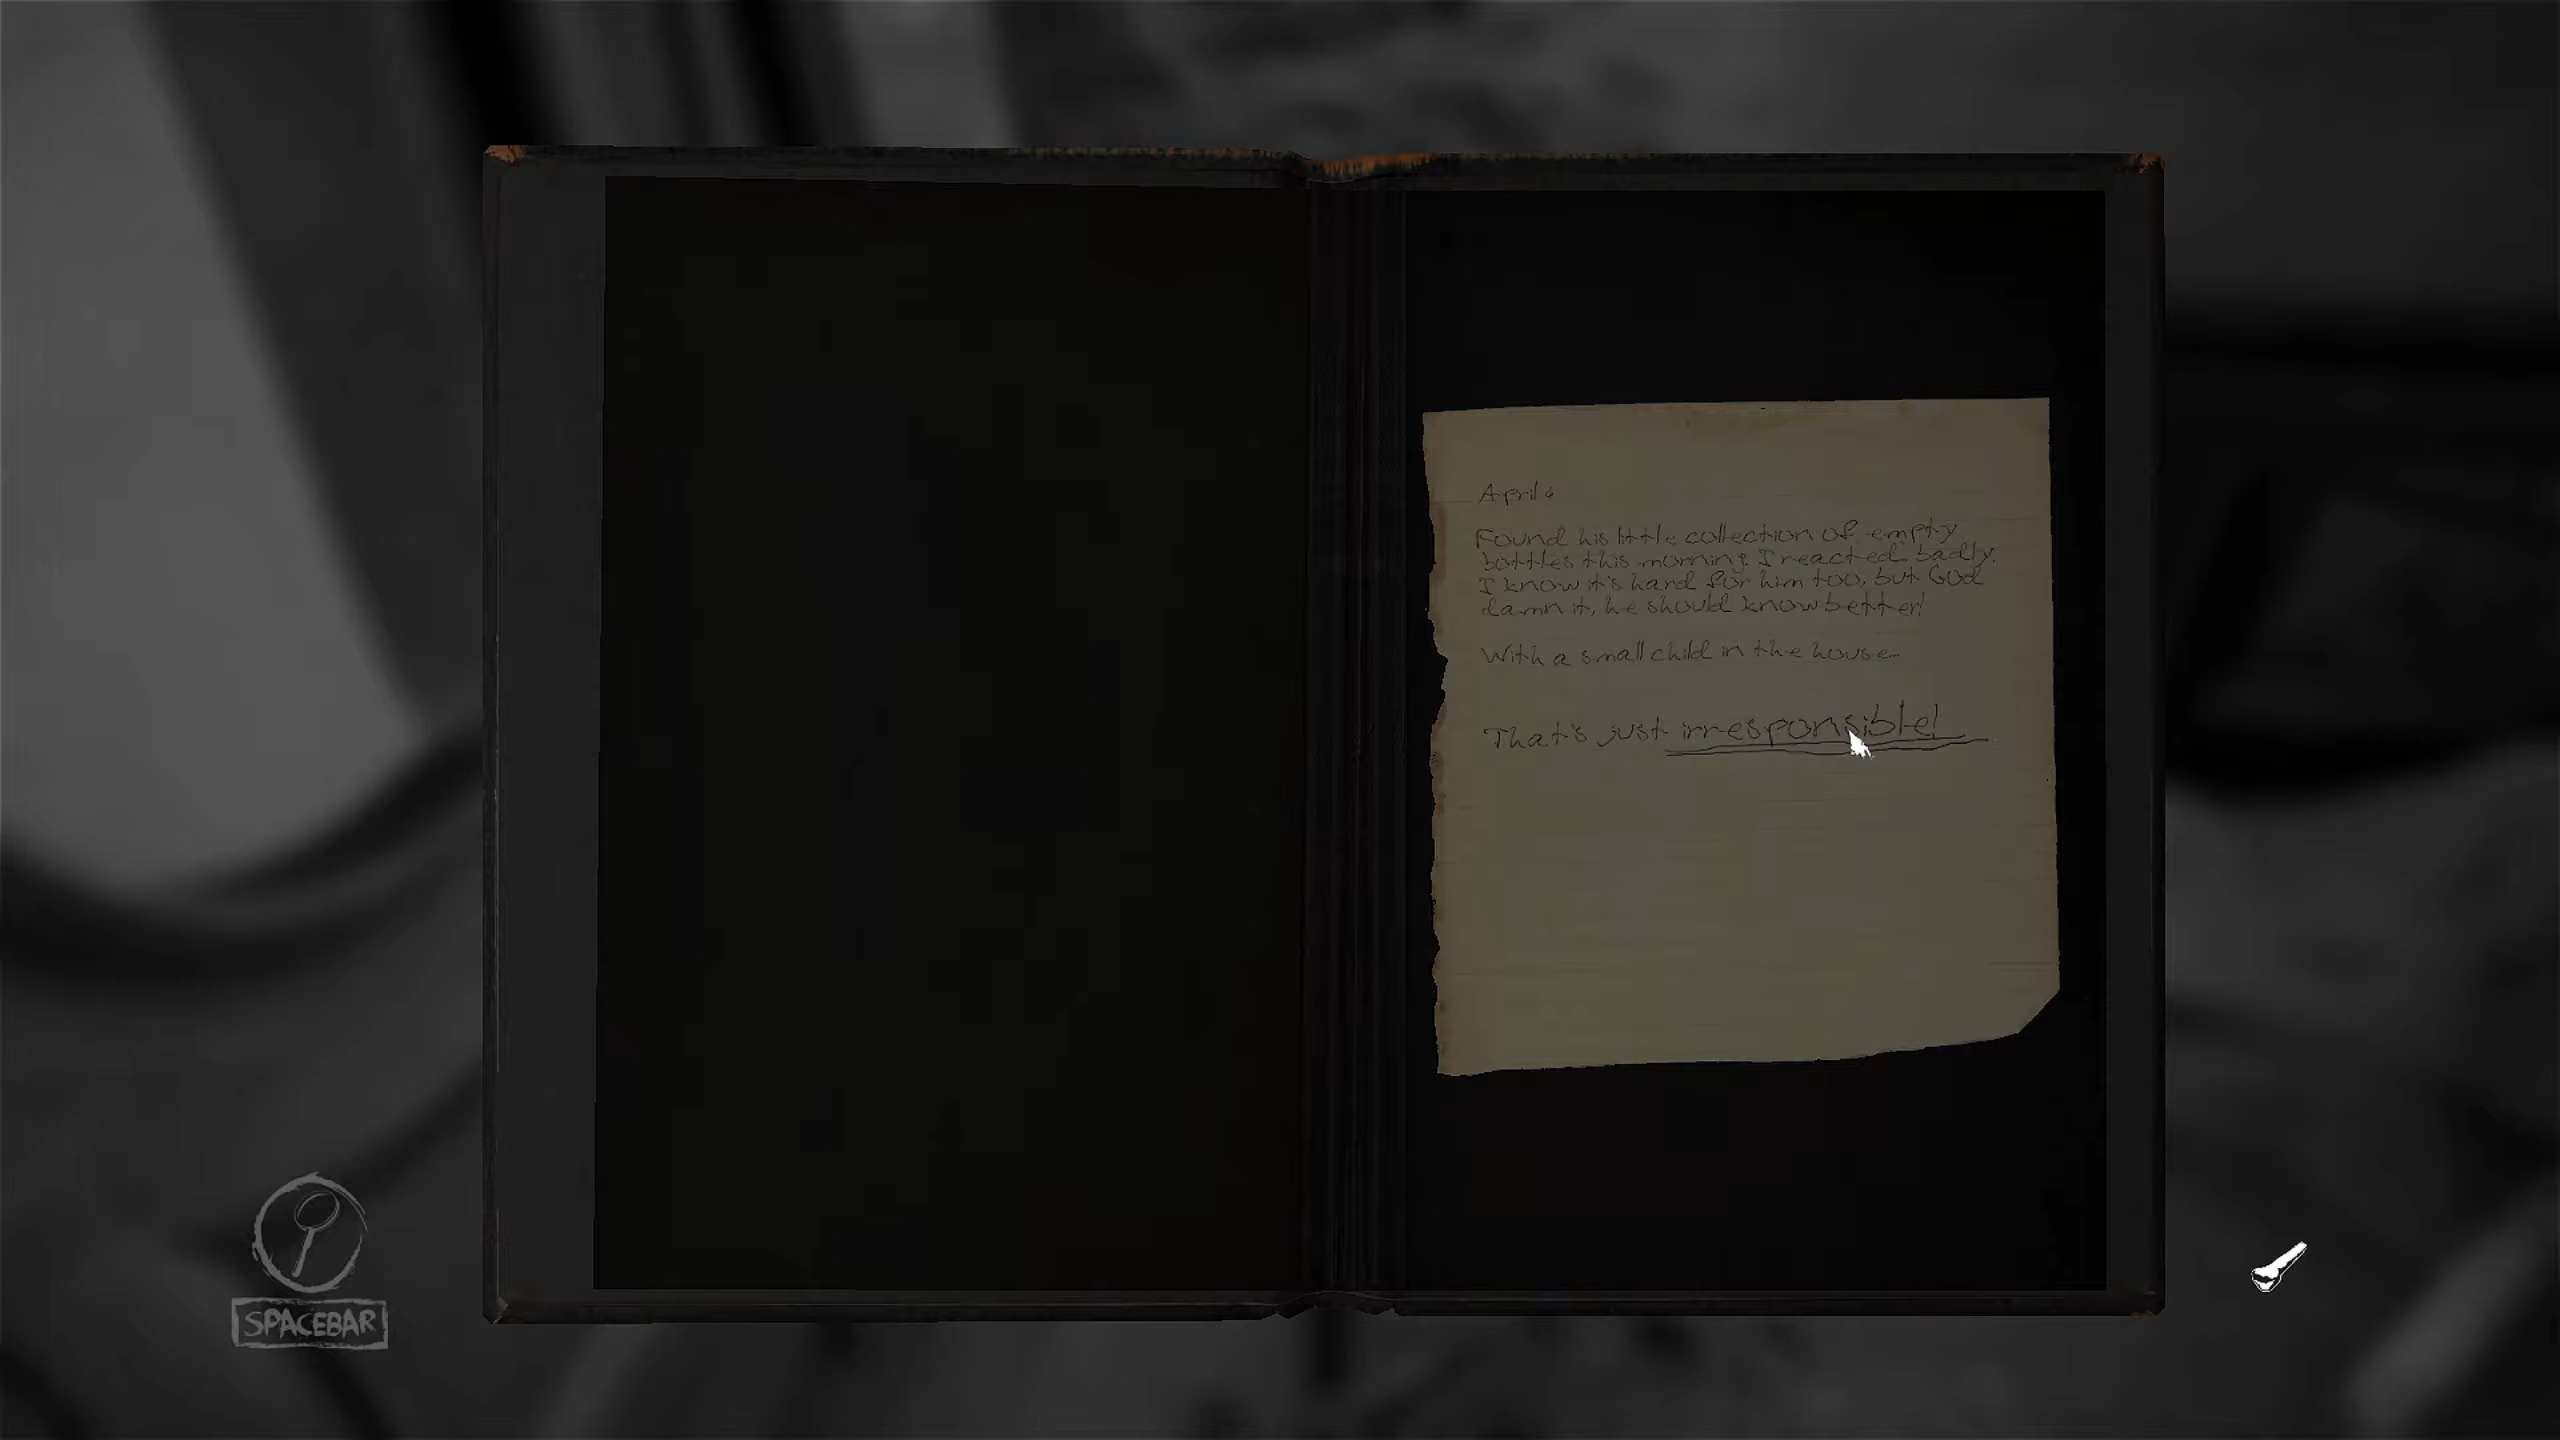 April 6
Found his little collection of empty
bottles this morning. I reacted badly.
I know it's hard for him too, but God
damn it, he should know better!
With a small child in the house-
That's just irresponsible!
SPACEBAR